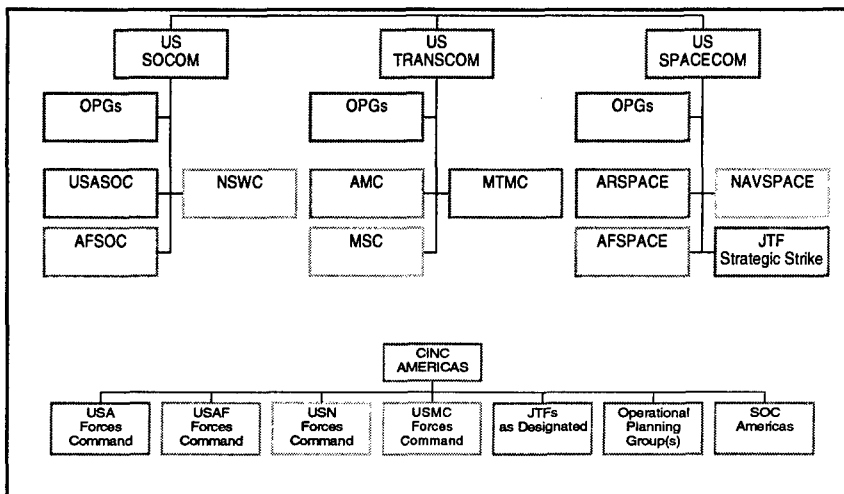 US
SOCOM
US
TRANSCOM
US
SPACECOM
OPGs
OPGs
OPGs
USASOC
NSWC
AMC
MTMC
ARSPACE
NAVSPACE
AFSOC
MSC
AFSPACE
JTF
Strategic Strike
CINC
AMERICAS
USA
Forces
Command
USAF
Forces
Command
USN
Forces
Command
USMC
Forces
Command
JTFs
as Designated
Operational
Planning
Group(s)
SOC
Americas